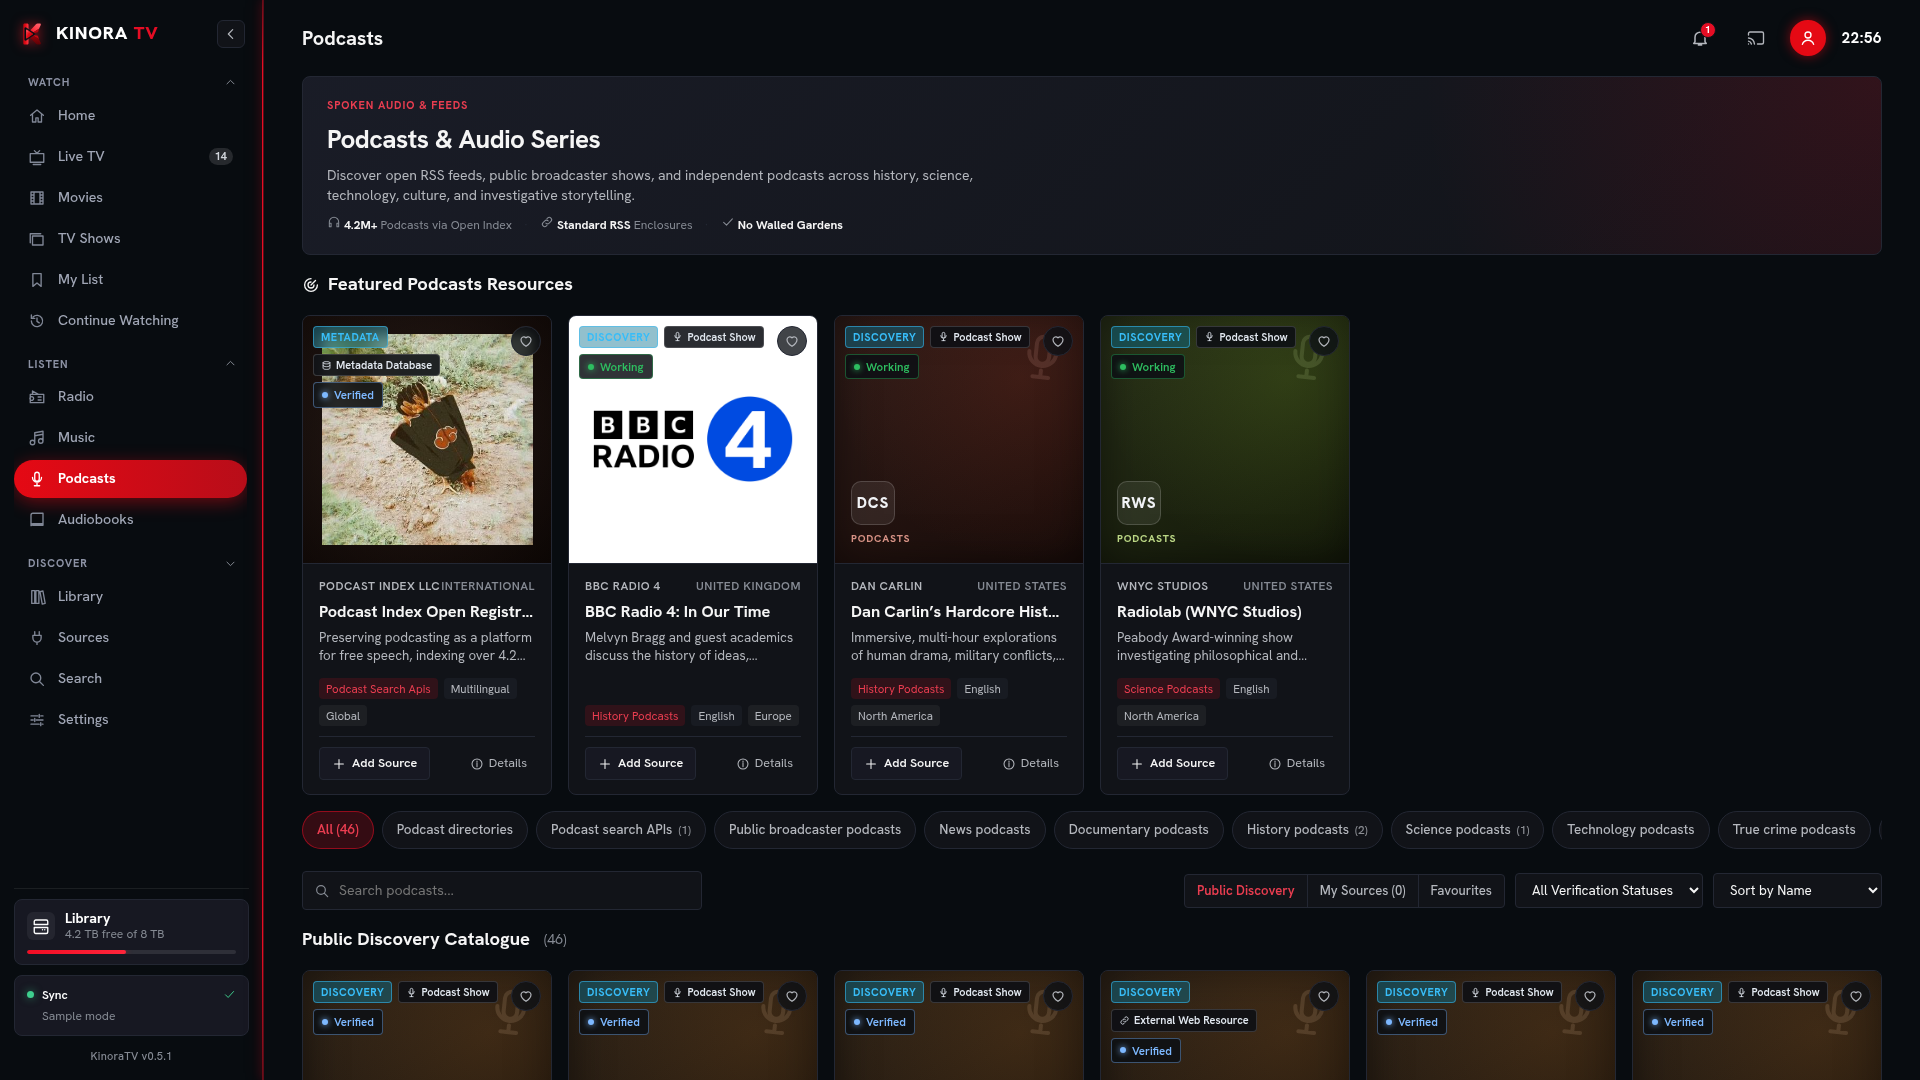 KINORA TV
WATCH
Home
Live TV
14
Movies
TV Shows
My List
Continue Watching
LISTEN
Radio
Music
Podcasts
Audiobooks
DISCOVER
Library
Sources
Search
Settings
Library
4.2 TB free of 8 TB
Sync
Sample mode
KinoraTV v0.5.1
Podcasts
1
22:56
SPOKEN AUDIO & FEEDS
Podcasts & Audio Series
Discover open RSS feeds, public broadcaster shows, and independent podcasts across history, science,
technology, culture, and investigative storytelling.
4.2M+ Podcasts via Open Index
Standard RSS Enclosures
No Walled Gardens
Featured Podcasts Resources
METADATA
Metadata Database
Verified
PODCAST INDEX LLC
INTERNATIONAL
Podcast Index Open Registr...
Preserving podcasting as a platform
for free speech, indexing over 4.2...
Podcast Search Apis
Multilingual
Global
Add Source
Details
DISCOVERY
Podcast Show
Working
BBC
RADIO
4
BBC RADIO 4
UNITED KINGDOM
BBC Radio 4: In Our Time
Melvyn Bragg and guest academics
discuss the history of ideas,...
History Podcasts
English
Europe
Add Source
Details
DISCOVERY
Podcast Show
Working
DCS
PODCASTS
DAN CARLIN
UNITED STATES
Dan Carlin’s Hardcore Hist...
Immersive, multi-hour explorations
of human drama, military conflicts,...
History Podcasts
English
North America
Add Source
Details
DISCOVERY
Podcast Show
Working
RWS
PODCASTS
WNYC STUDIOS
UNITED STATES
Radiolab (WNYC Studios)
Peabody Award-winning show
investigating philosophical and...
Science Podcasts
English
North America
Add Source
Details
All (46)
Podcast directories
Podcast search APIs (1)
Public broadcaster podcasts
News podcasts
Documentary podcasts
History podcasts (2)
Science podcasts (1)
Technology podcasts
True crime podcasts
Search podcasts...
Public Discovery
My Sources (0)
Favourites
All Verification Statuses
Sort by Name
Public Discovery Catalogue (46)
DISCOVERY
Podcast Show
Verified
DISCOVERY
Podcast Show
Verified
DISCOVERY
Podcast Show
Verified
DISCOVERY
External Web Resource
Verified
DISCOVERY
Podcast Show
Verified
DISCOVERY
Podcast Show
Verified